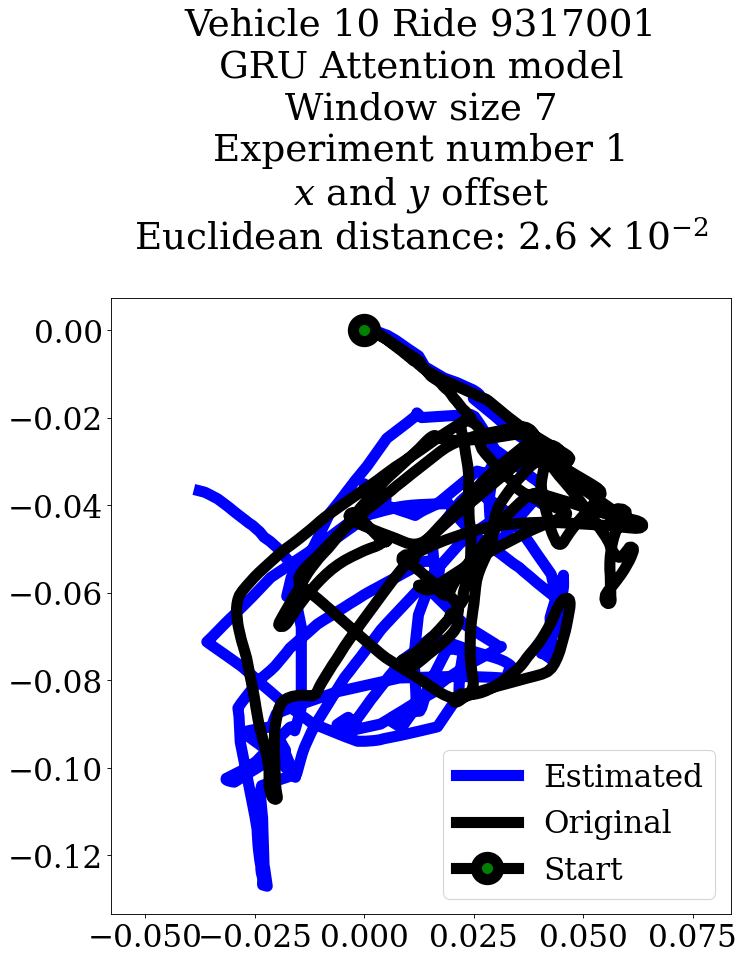 Vehicle 10 Ride 9317001
GRU Attention model
Window size 7
Experiment number 1
x and y offset
Euclidean distance: 2.6 × 10⁻²
0.00
−0.02
−0.04
−0.06
−0.08
−0.10
−0.12
Estimated
Original
Start
−0.050 −0.025 0.000 0.025 0.050 0.075